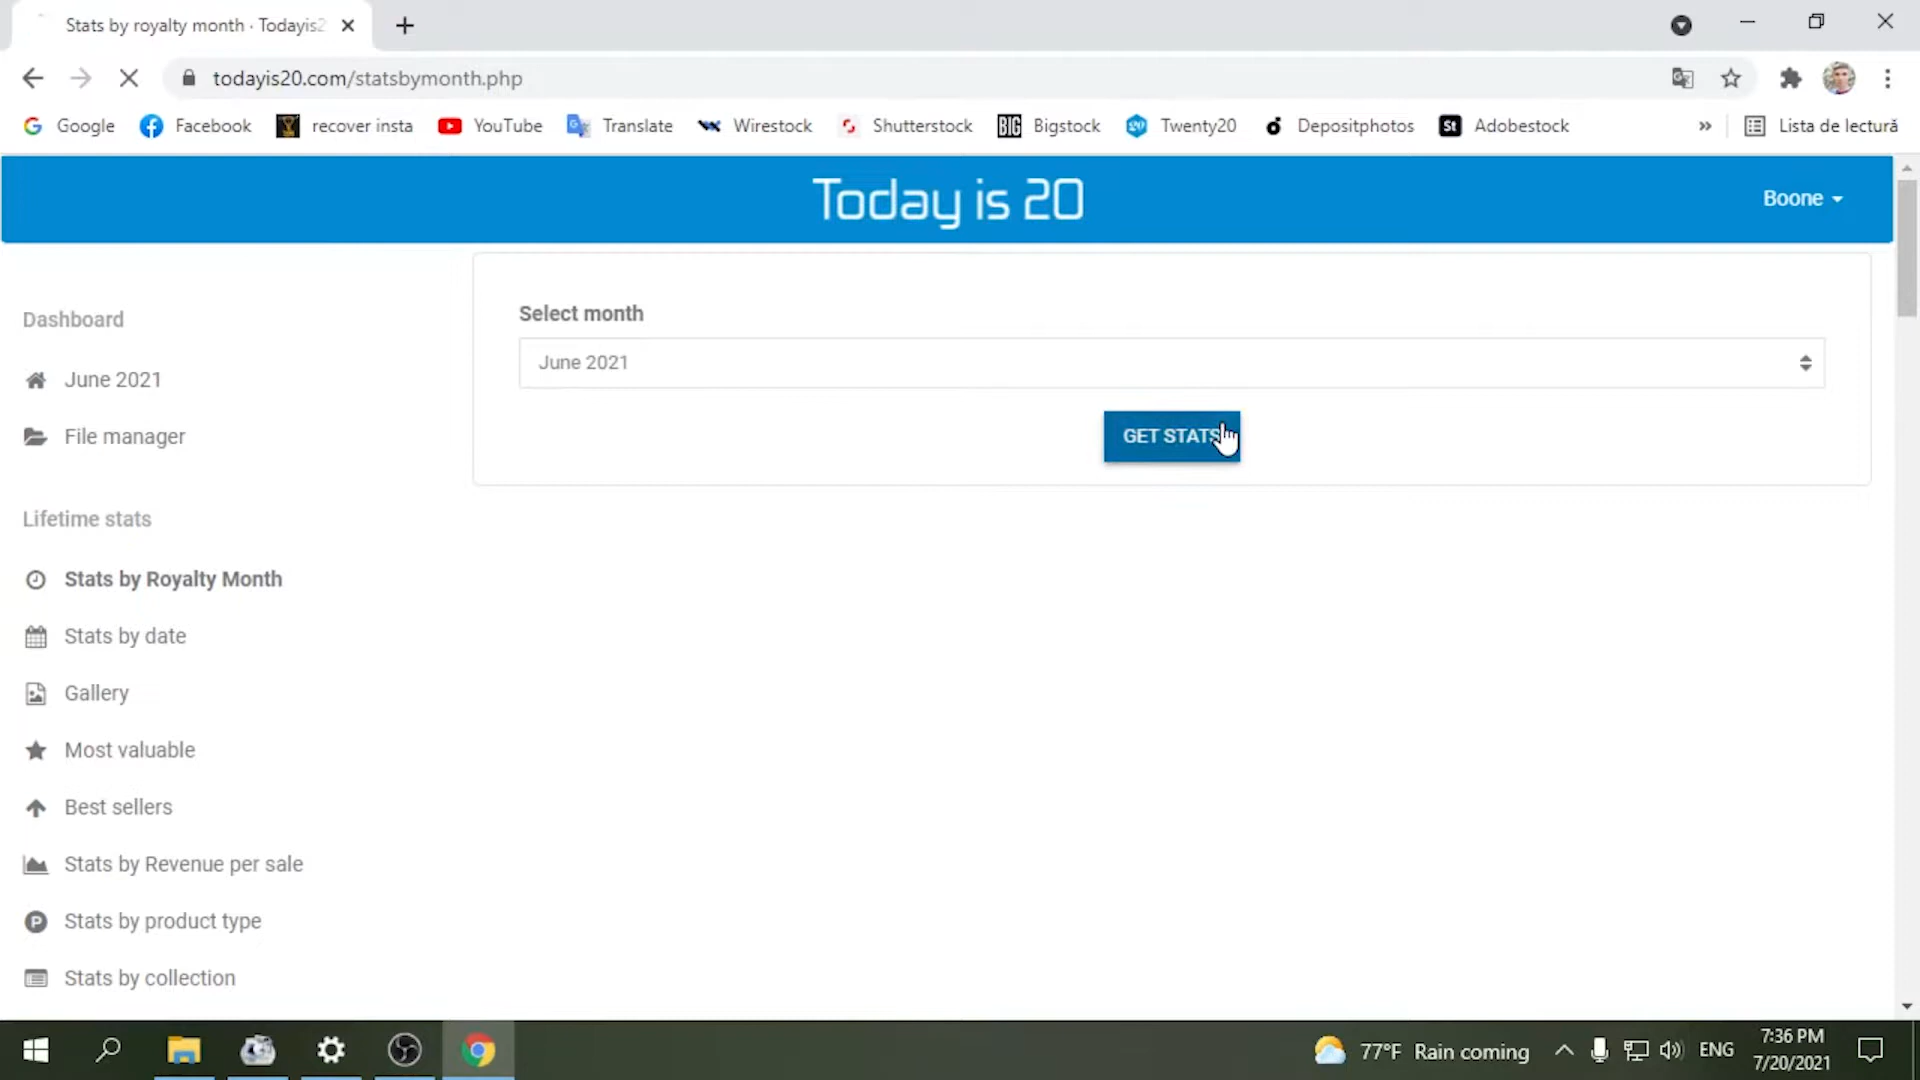 Stats by royalty month · Todayis2
todayis20.com/statsbymonth.php
Google Facebook recover insta YouTube Translate Wirestock Shutterstock BIG Bigstock 20 Twenty20 Depositphotos St Adobestock » Lista de lectură
Today is 20
Boone
Dashboard
June 2021
File manager
Lifetime stats
Stats by Royalty Month
Stats by date
Gallery
Most valuable
Best sellers
Stats by Revenue per sale
P Stats by product type
Stats by collection
Select month
June 2021
GET STATS
77°F Rain coming
ENG
7:36 PM
7/20/2021